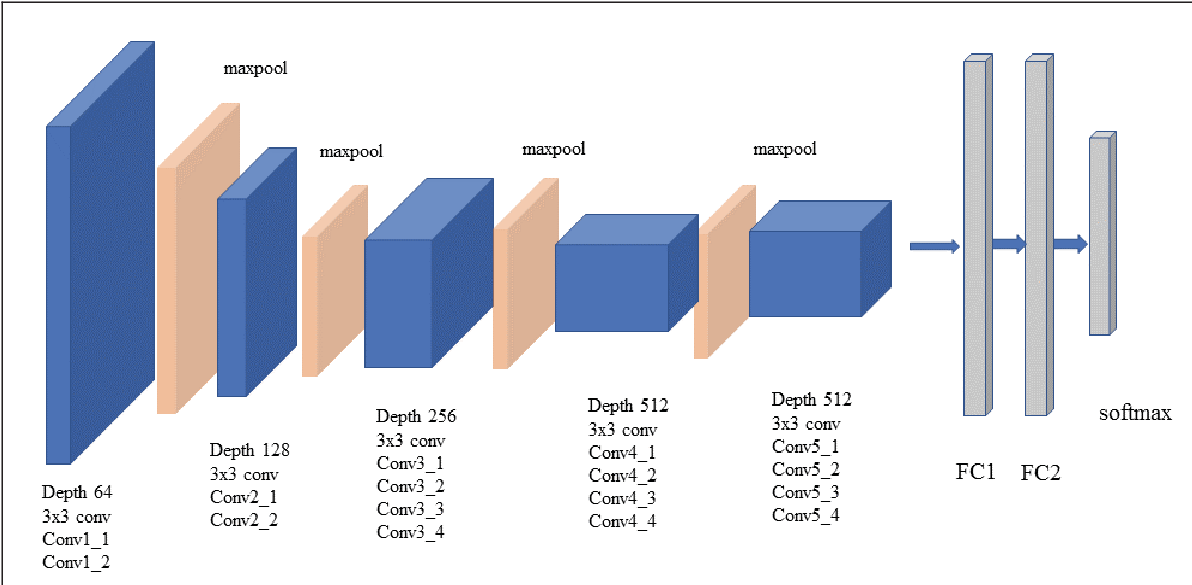 maxpool
maxpool
maxpool
maxpool
Depth 64
3x3 conv
Conv1_1
Conv1_2
Depth 128
3x3 conv
Conv2_1
Conv2_2
Depth 256
3x3 conv
Conv3_1
Conv3_2
Conv3_3
Conv3_4
Depth 512
3x3 conv
Conv4_1
Conv4_2
Conv4_3
Conv4_4
Depth 512
3x3 conv
Conv5_1
Conv5_2
Conv5_3
Conv5_4
FC1
FC2
softmax